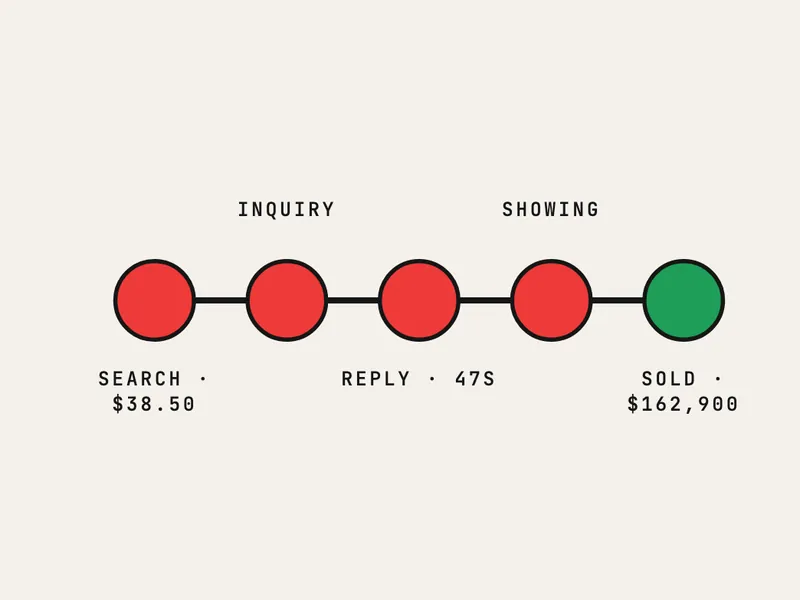 INQUIRY
SHOWING
SEARCH ·
$38.50
REPLY · 47S
SOLD ·
$162,900